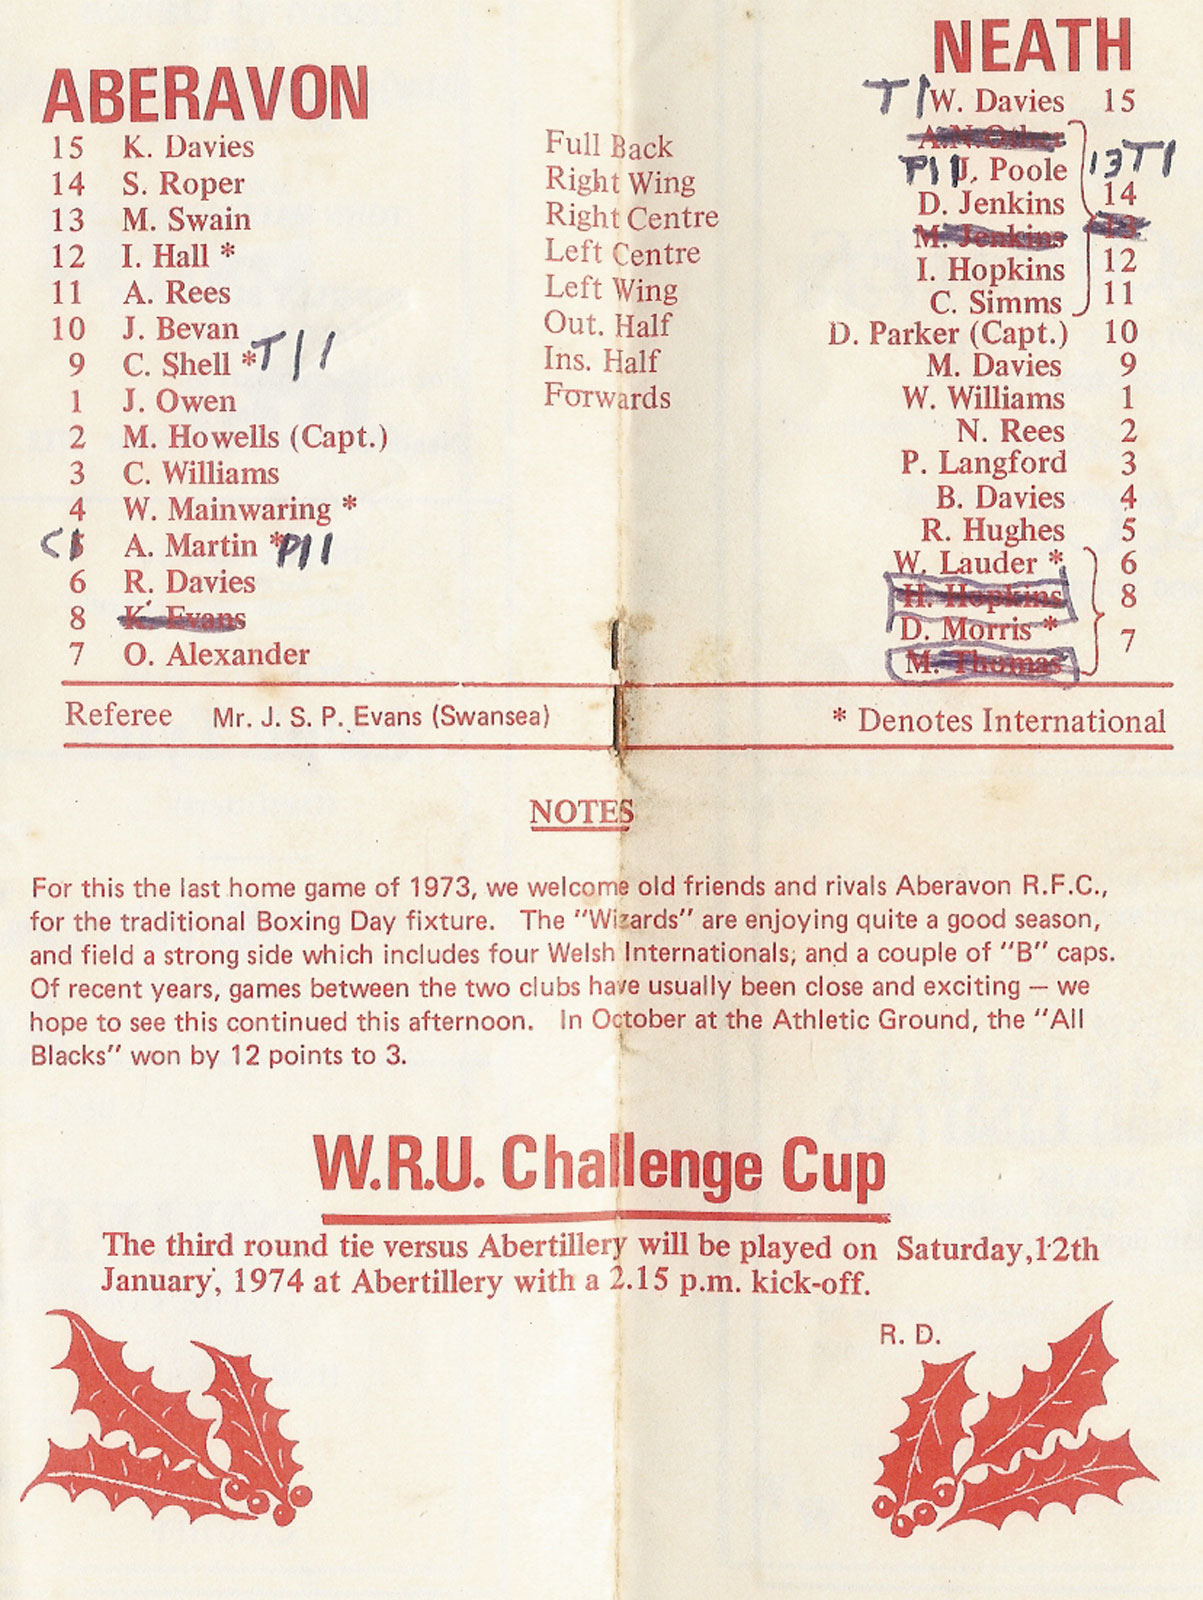 NEATH
ABERAVON
T | W. Davies 15
15 K. Davies Full Back A.N. Other
14 S. Roper Right Wing P11 J. Poole 13 T1
13 M. Swain Right Centre D. Jenkins 14
12 I. Hall * Left Centre M. Jenkins 13
11 A. Rees Left Wing I. Hopkins 12
10 J. Bevan Out. Half C. Simms 11
9 C. Shell * T | | Ins. Half D. Parker (Capt.) 10
1 J. Owen Forwards M. Davies 9
2 M. Howells (Capt.) W. Williams 1
3 C. Williams N. Rees 2
4 W. Mainwaring * P. Langford 3
C1 5 A. Martin * P11 B. Davies 4
6 R. Davies R. Hughes 5
8 K. Evans W. Lauder * 6
7 O. Alexander H. Hopkins 8
D. Morris * 7
M. Thomas
Referee Mr. J. S. P. Evans (Swansea) * Denotes International
NOTES
For this the last home game of 1973, we welcome old friends and rivals Aberavon R.F.C.,
for the traditional Boxing Day fixture. The "Wizards" are enjoying quite a good season,
and field a strong side which includes four Welsh Internationals, and a couple of "B" caps.
Of recent years, games between the two clubs have usually been close and exciting — we
hope to see this continued this afternoon. In October at the Athletic Ground, the "All
Blacks" won by 12 points to 3.
W.R.U. Challenge Cup
The third round tie versus Abertillery will be played on Saturday, 12th
January, 1974 at Abertillery with a 2.15 p.m. kick-off.
R. D.